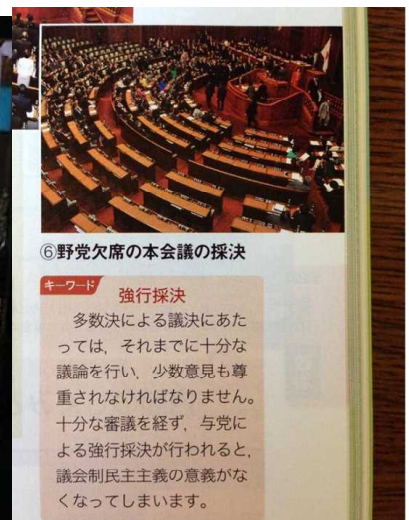 ⑥野党欠席の本会議の採決
キーワード
強行採決
多数決による議決にあた
っては，それまでに十分な
議論を行い，少数意見も尊
重されなければなりません。
十分な審議を経ず，与党に
よる強行採決が行われると，
議会制民主主義の意義がな
くなってしまいます。